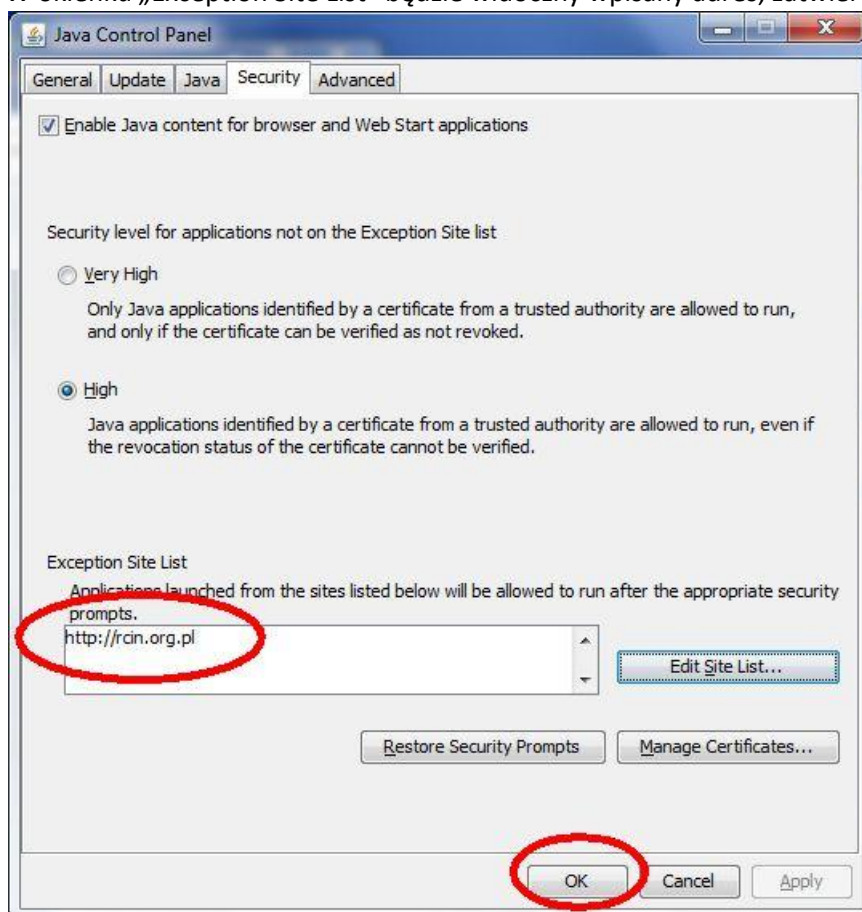 Java Control Panel
General Update Java Security Advanced
Enable Java content for browser and Web Start applications
Security level for applications not on the Exception Site list
Very High
Only Java applications identified by a certificate from a trusted authority are allowed to run,
and only if the certificate can be verified as not revoked.
High
Java applications identified by a certificate from a trusted authority are allowed to run, even if
the revocation status of the certificate cannot be verified.
Exception Site List
Applications launched from the sites listed below will be allowed to run after the appropriate security
prompts.
http://rcin.org.pl
Edit Site List...
Restore Security Prompts Manage Certificates...
OK Cancel Apply